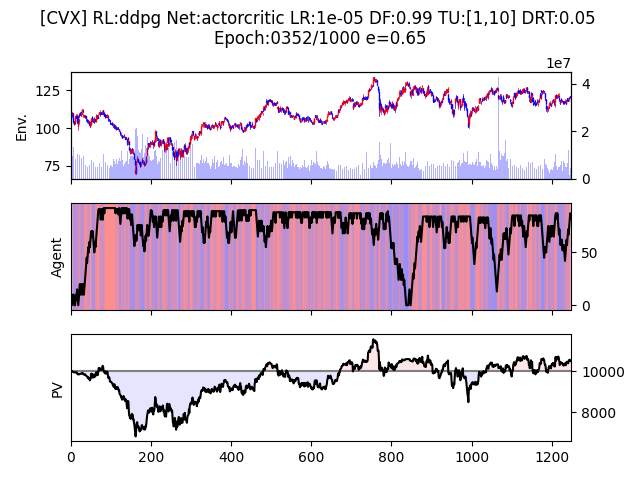 [CVX] RL:ddpg Net:actorcritic LR:1e-05 DF:0.99 TU:[1,10] DRT:0.05
Epoch:0352/1000 e=0.65
1e7
125
100
75
Env.
4
2
0
Agent
50
0
PV
10000
8000
0 200 400 600 800 1000 1200